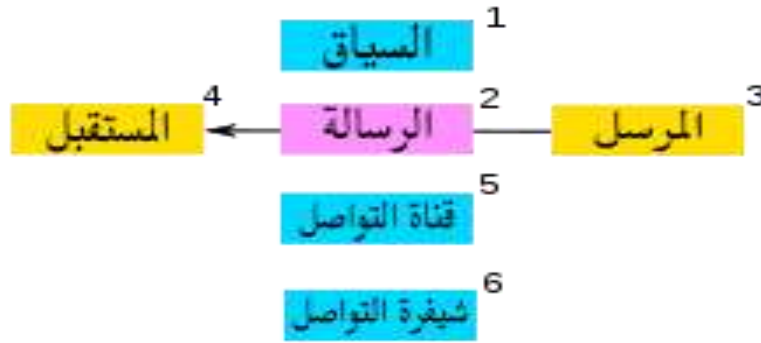 السياق 1
المرسل 3
الرسالة 2
المستقبل 4
قناة التواصل 5
شيفرة التواصل 6